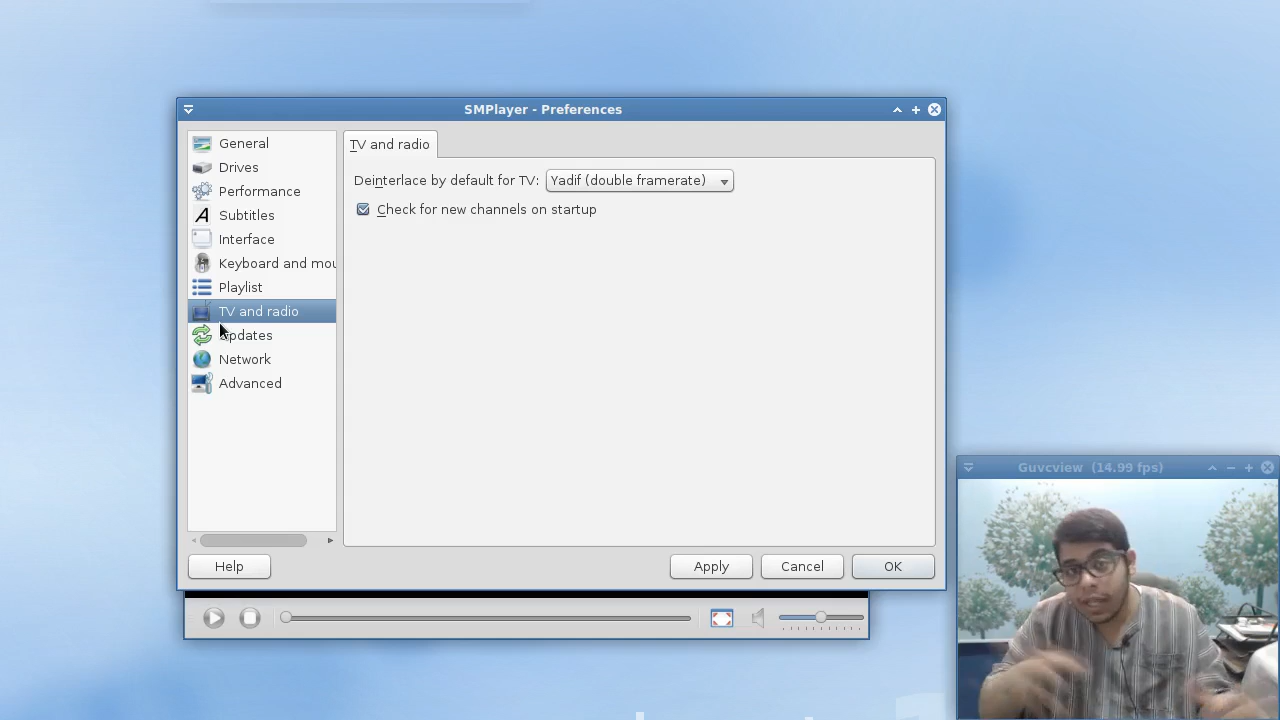 SMPlayer - Preferences
General
Drives
Performance
Subtitles
Interface
Keyboard and mou
Playlist
TV and radio
Updates
Network
Advanced
TV and radio
Deinterlace by default for TV: Yadif (double framerate)
Check for new channels on startup
Help
Apply
Cancel
OK
Guvcview (14.99 fps)